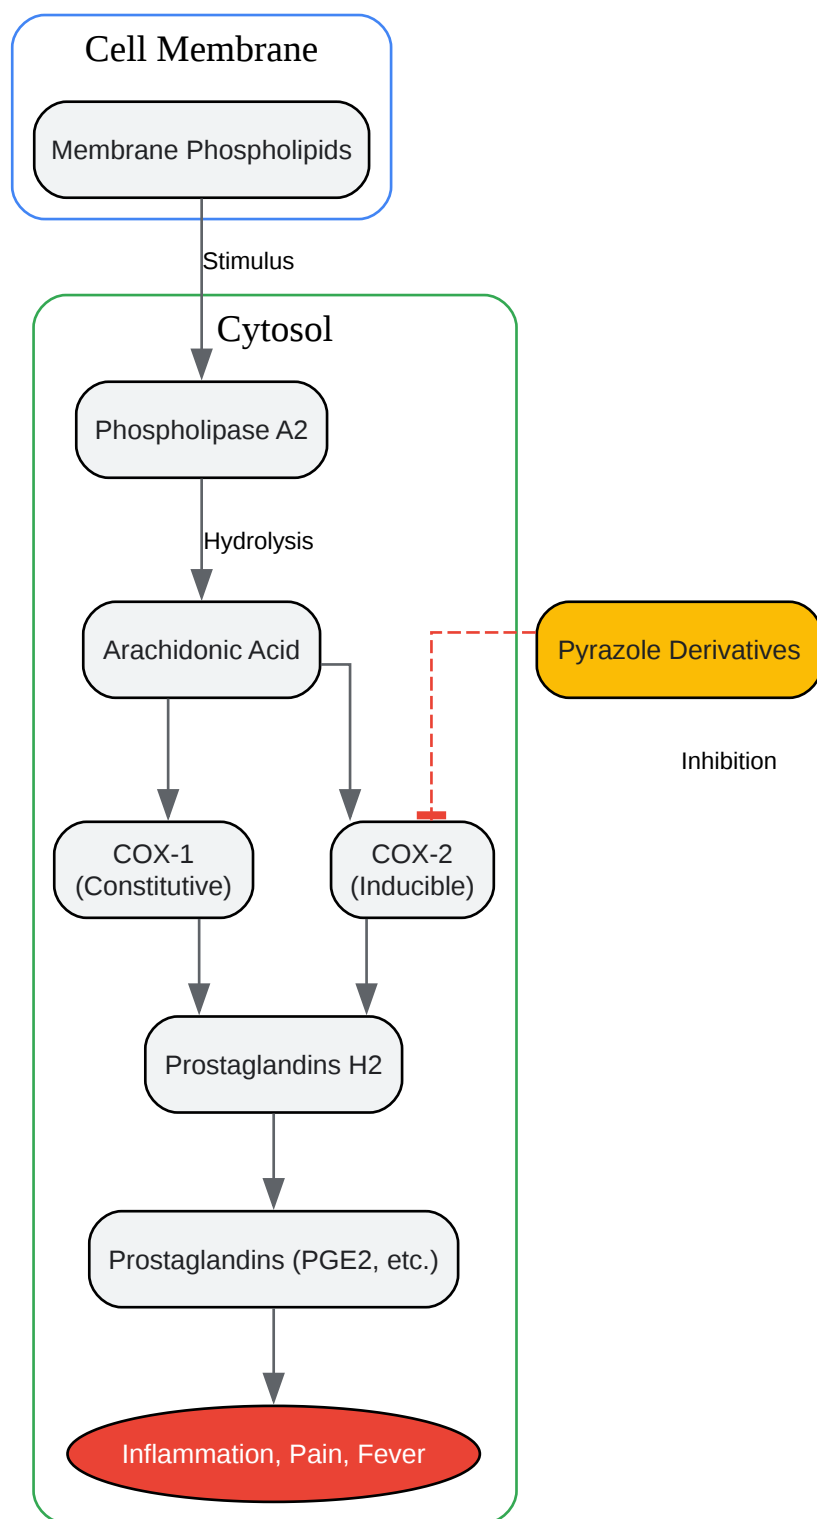 Cell Membrane
Membrane Phospholipids
Stimulus
Cytosol
Phospholipase A2
Hydrolysis
Arachidonic Acid
Pyrazole Derivatives
Inhibition
COX-1
(Constitutive)
COX-2
(Inducible)
Prostaglandins H2
Prostaglandins (PGE2, etc.)
Inflammation, Pain, Fever